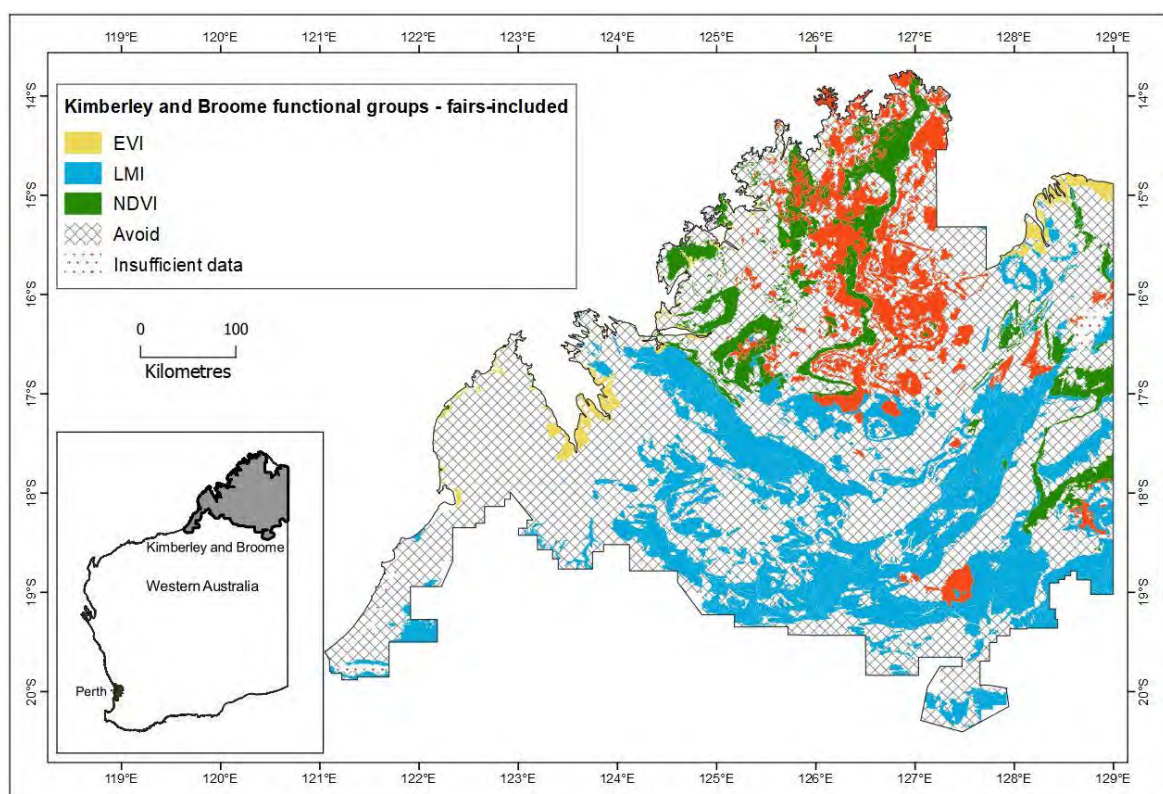 119°E 120°E 121°E 122°E 123°E 124°E 125°E 126°E 127°E 128°E 129°E
Kimberley and Broome functional groups - fairs-included
EVI
LMI
NDVI
Avoid
Insufficient data
0 100
Kilometres
14°S
15°S
16°S
17°S
18°S
19°S
20°S
14°S
15°S
16°S
17°S
18°S
19°S
20°S
Kimberley and Broome
Western Australia
Perth
119°E 120°E 121°E 122°E 123°E 124°E 125°E 126°E 127°E 128°E 129°E